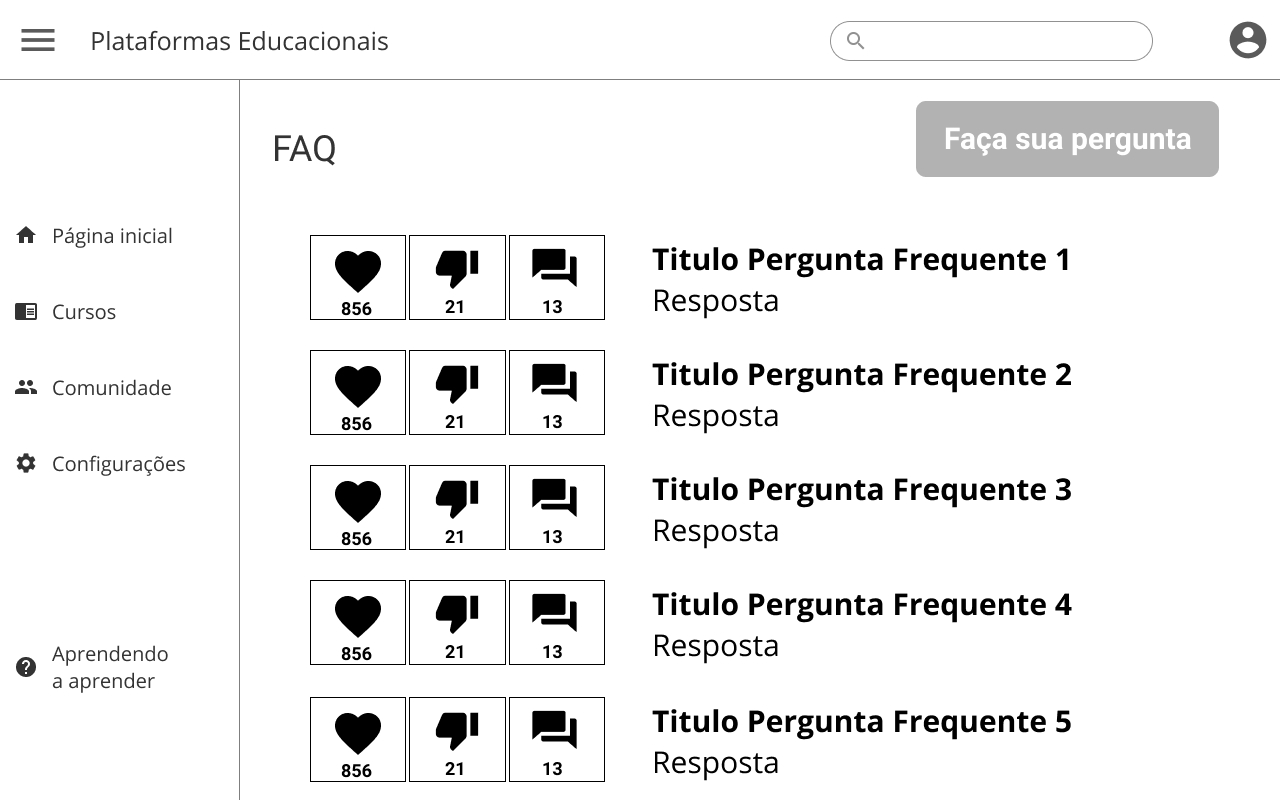 Plataformas Educacionais
Faça sua pergunta
FAQ
Página inicial
Cursos
Comunidade
Configurações
Aprendendo
a aprender
856 21 13
Titulo Pergunta Frequente 1
Resposta
856 21 13
Titulo Pergunta Frequente 2
Resposta
856 21 13
Titulo Pergunta Frequente 3
Resposta
856 21 13
Titulo Pergunta Frequente 4
Resposta
856 21 13
Titulo Pergunta Frequente 5
Resposta